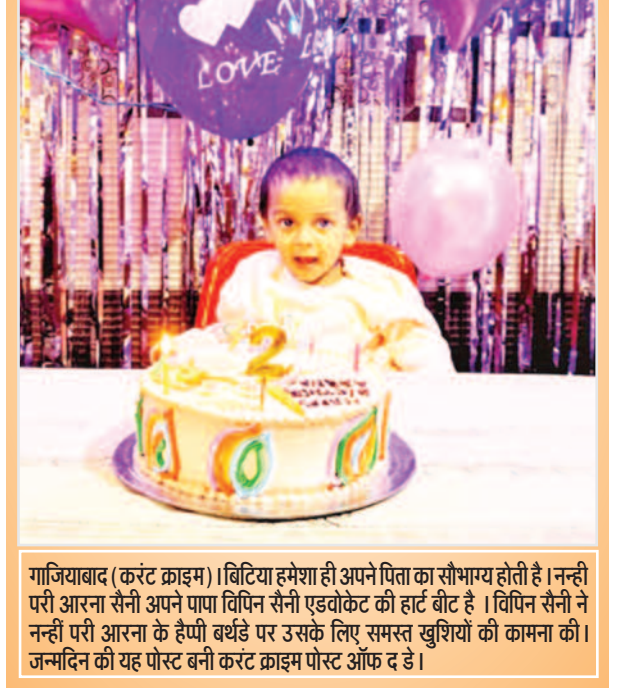 LOVE
2
गाजियाबाद (करंट क्राइम)। बिटिया हमेशा ही अपने पिता का सौभाग्य होती है। नन्ही
परी आरना सैनी अपने पापा विपिन सैनी एडवोकेट की हार्ट बीट है । विपिन सैनी ने
नन्हीं परी आरना के हैप्पी बर्थडे पर उसके लिए समस्त खुशियों की कामना की।
जन्मदिन की यह पोस्ट बनी करंट क्राइम पोस्ट ऑफ द डे।